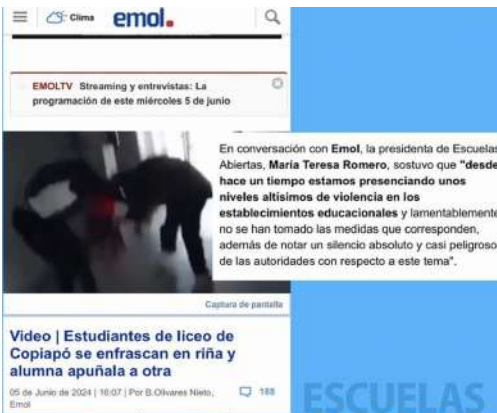 Clima
emol.
EMOLTV Streaming y entrevistas: La
programación de este miércoles 5 de junio
En conversación con Emol, la presidenta de Escuelas
Abiertas, María Teresa Romero, sostuvo que "desde
hace un tiempo estamos presenciando unos
niveles altísimos de violencia en los
establecimientos educacionales y lamentablemente
no se han tomado las medidas que corresponden,
además de notar un silencio absoluto y casi peligroso
de las autoridades con respecto a este tema".
Captura de pantalla
Video | Estudiantes de liceo de
Copiapó se enfrascan en riña y
alumna apuñala a otra
05 de Junio de 2024 | 16:07 | Por B.Olivares Nieto,
Emol
188
ESCUELAS